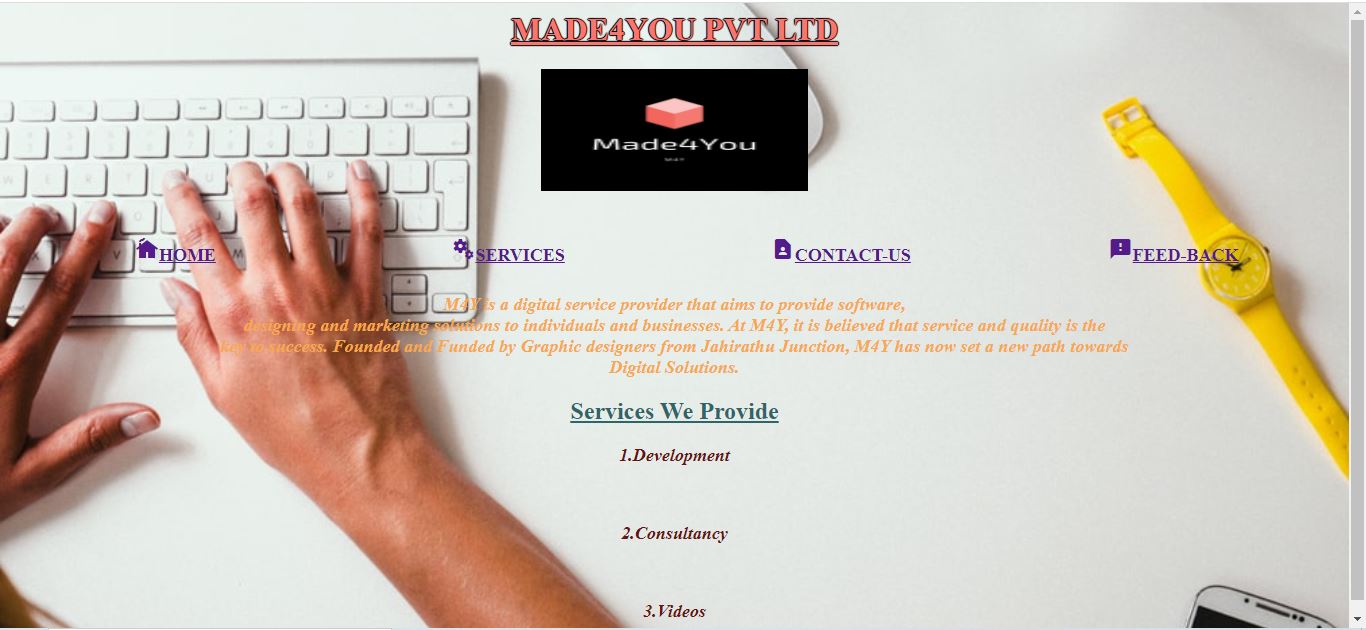 MADE4YOU PVT LTD
Made4You
M4Y
HOME
SERVICES
CONTACT-US
FEED-BACK
M4Y is a digital service provider that aims to provide software,
designing and marketing solutions to individuals and businesses. At M4Y, it is believed that service and quality is the
key to success. Founded and Funded by Graphic designers from Jahirathu Junction, M4Y has now set a new path towards
Digital Solutions.
Services We Provide
1.Development
2.Consultancy
3.Videos